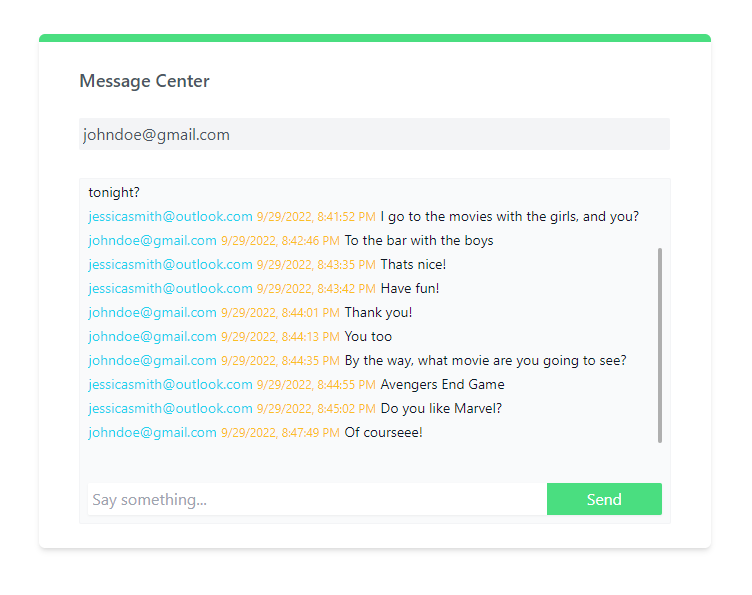 Message Center
johndoe@gmail.com
tonight?
jessicasmith@outlook.com 9/29/2022, 8:41:52 PM I go to the movies with the girls, and you?
johndoe@gmail.com 9/29/2022, 8:42:46 PM To the bar with the boys
jessicasmith@outlook.com 9/29/2022, 8:43:35 PM Thats nice!
jessicasmith@outlook.com 9/29/2022, 8:43:42 PM Have fun!
johndoe@gmail.com 9/29/2022, 8:44:01 PM Thank you!
johndoe@gmail.com 9/29/2022, 8:44:13 PM You too
johndoe@gmail.com 9/29/2022, 8:44:35 PM By the way, what movie are you going to see?
jessicasmith@outlook.com 9/29/2022, 8:44:55 PM Avengers End Game
jessicasmith@outlook.com 9/29/2022, 8:45:02 PM Do you like Marvel?
johndoe@gmail.com 9/29/2022, 8:47:49 PM Of courseee!
Say something... Send